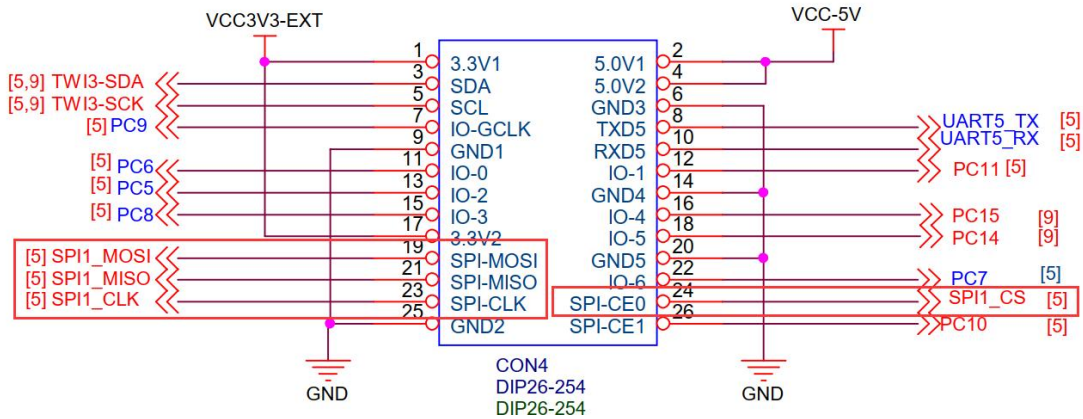 VCC3V3-EXT
VCC-5V
1 3.3V1 5.0V1 2
[5,9] TWI3-SDA 3 SDA 5.0V2 4
[5,9] TWI3-SCK 5 SCL GND3 6
[5] PC9 7 IO-GCLK TXD5 8 UART5_TX [5]
9 GND1 RXD5 10 UART5_RX [5]
[5] PC6 11 IO-0 IO-1 12 PC11 [5]
[5] PC5 13 IO-2 GND4 14
[5] PC8 15 IO-3 IO-4 16 PC15 [9]
17 3.3V2 IO-5 18 PC14 [9]
[5] SPI1_MOSI 19 SPI-MOSI GND5 20
[5] SPI1_MISO 21 SPI-MISO IO-6 22 PC7 [5]
[5] SPI1_CLK 23 SPI-CLK SPI-CE0 24 SPI1_CS [5]
25 GND2 SPI-CE1 26 PC10 [5]
GND
CON4
DIP26-254
DIP26-254
GND